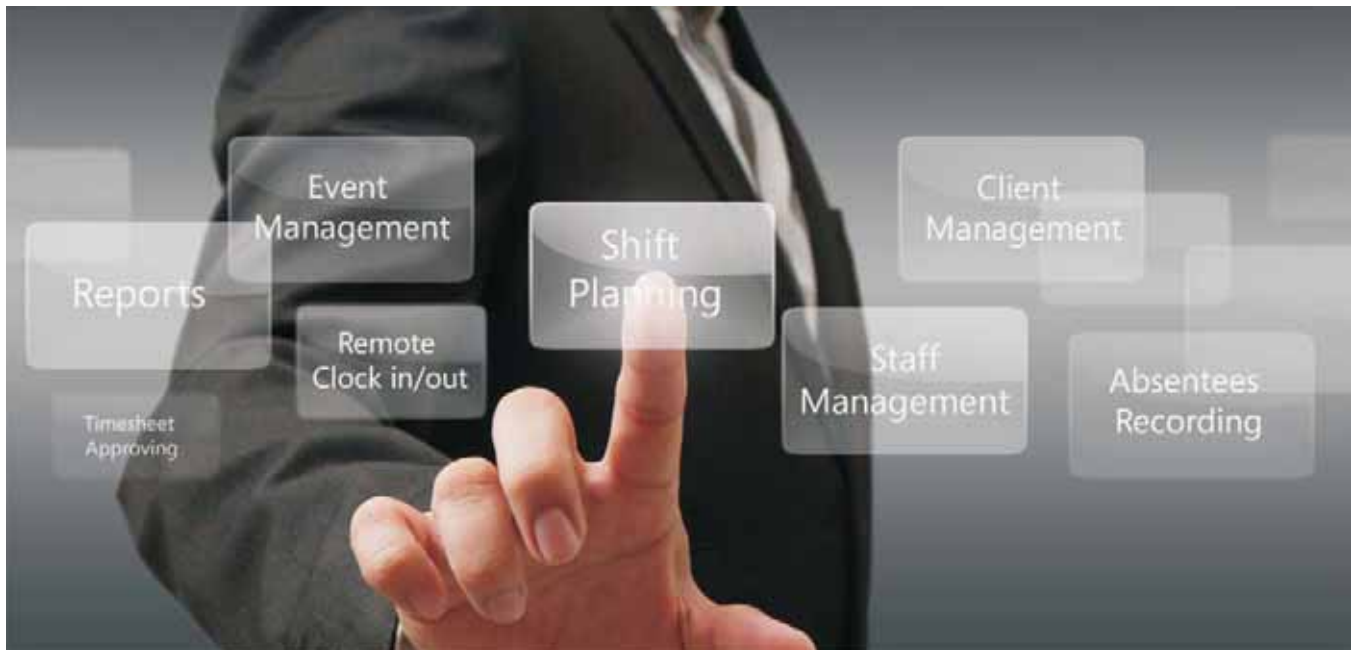 Event
Management
Reports
Remote
Clock in/out
Timesheet
Approving
Shift
Planning
Client
Management
Staff
Management
Absentees
Recording